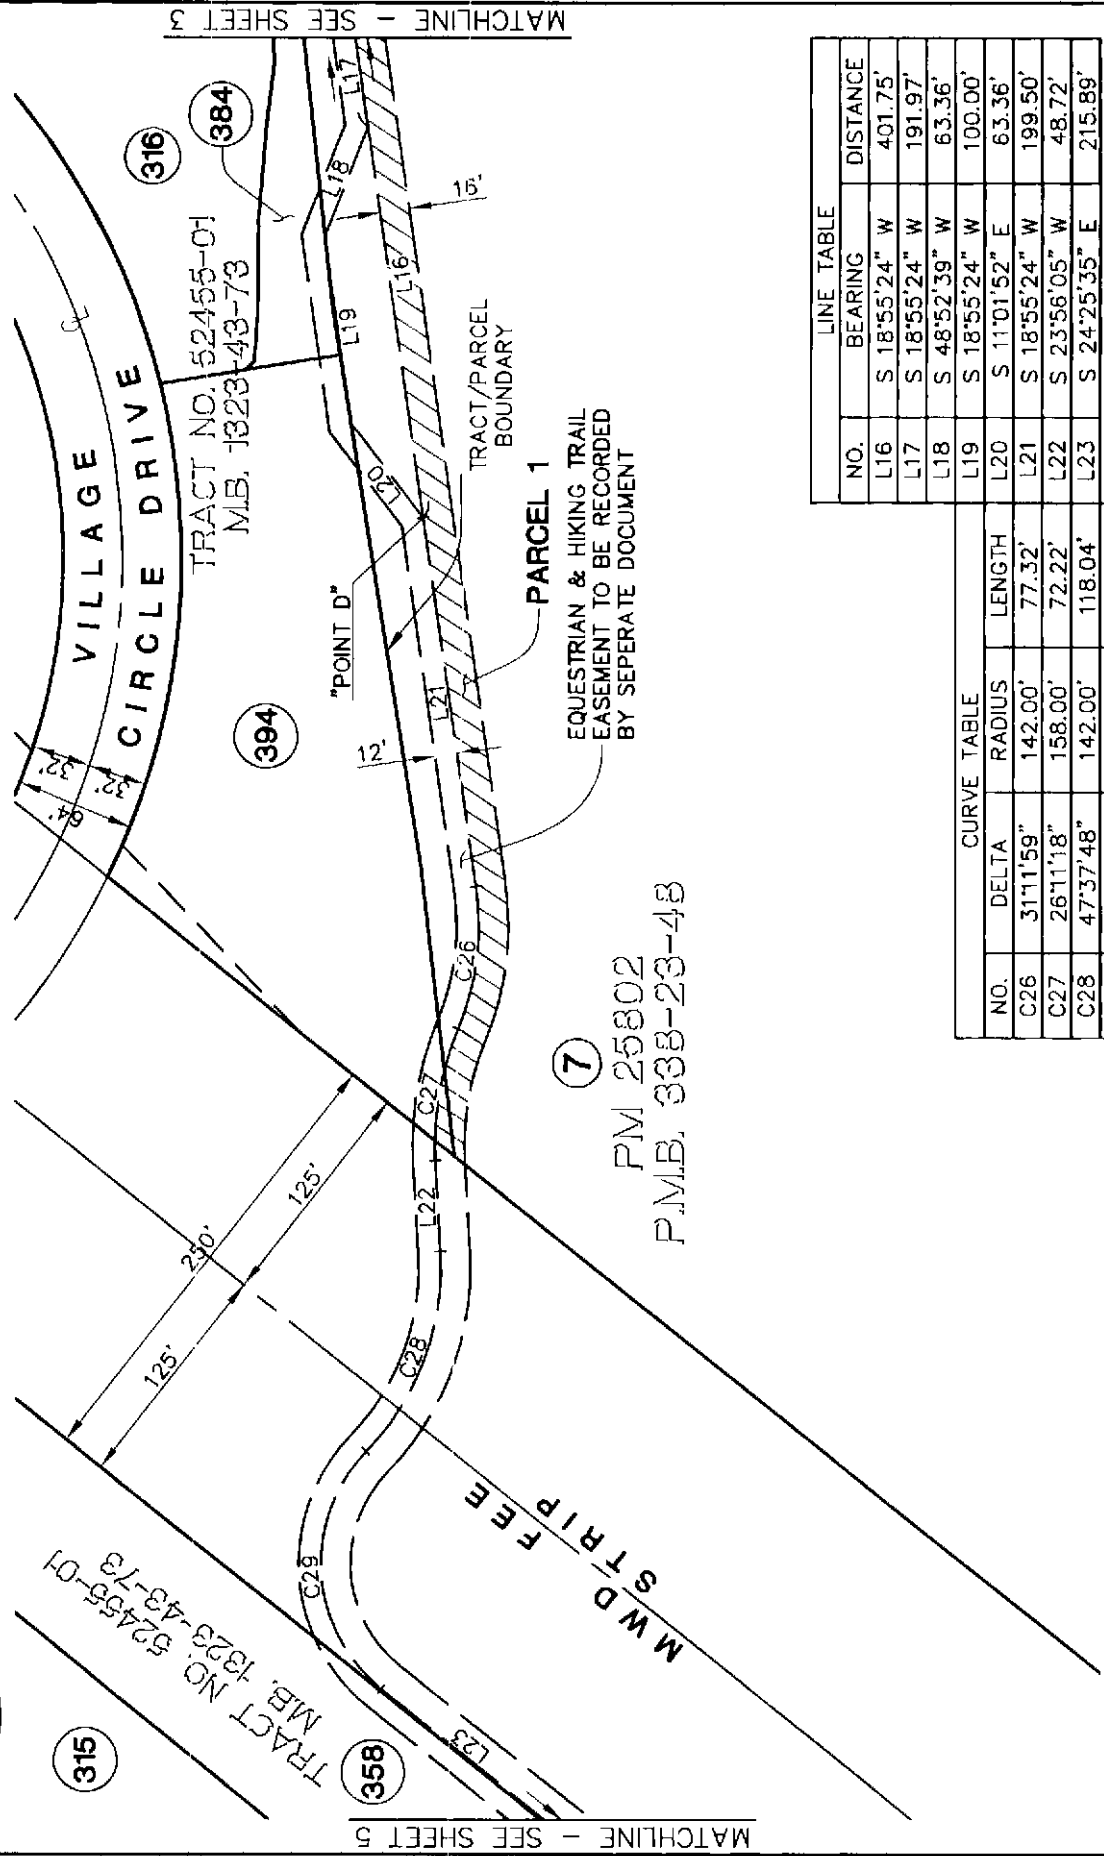 MATCHLINE - SEE SHEET 3
316
384
TRACT NO. 52455-01
M.B. 1323-43-73
VILLAGE
CIRCLE DRIVE
32'
32'
64'
394
L17
L18
16'
L16
L19
L20
TRACT/PARCEL
BOUNDARY
"POINT D"
PARCEL 1
EQUESTRIAN & HIKING TRAIL
EASEMENT TO BE RECORDED
BY SEPERATE DOCUMENT
L21
12'
C26
C27
L22
C28
C29
L23
7
PM 25802
P.M.B. 338-23-48
250'
125'
125'
MWD FEE
STRIP
TRACT NO. 52455-01
M.B. 1323-43-73
315
358
MATCHLINE - SEE SHEET 5
LINE TABLE
NO. BEARING DISTANCE
L16 S 18°55'24" W 401.75'
L17 S 18°55'24" W 191.97'
L18 S 48°52'39" W 63.36'
L19 S 18°55'24" W 100.00'
L20 S 11°01'52" E 63.36'
L21 S 18°55'24" W 199.50'
L22 S 23°56'05" W 48.72'
L23 S 24°25'35" E 215.89'
CURVE TABLE
NO. DELTA RADIUS LENGTH
C26 31°11'59" 142.00' 77.32'
C27 26°11'18" 158.00' 72.22'
C28 47°37'48" 142.00' 118.04'